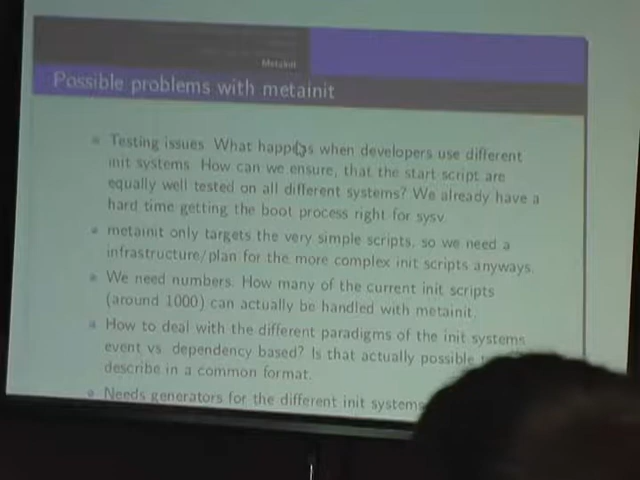 Metainit
Possible problems with metainit
Testing issues. What happens when developers use different
init systems. How can we ensure, that the start script are
equally well tested on all different systems? We already have a
hard time getting the boot process right for sysv.
metainit only targets the very simple scripts, so we need a
infrastructure/plan for the more complex init scripts anyways.
We need numbers. How many of the current init scripts
(around 1000) can actually be handled with metainit.
How to deal with the different paradigms of the init systems
event vs dependency based? Is that actually possible
describe in a common format.
Needs generators for the different init systems